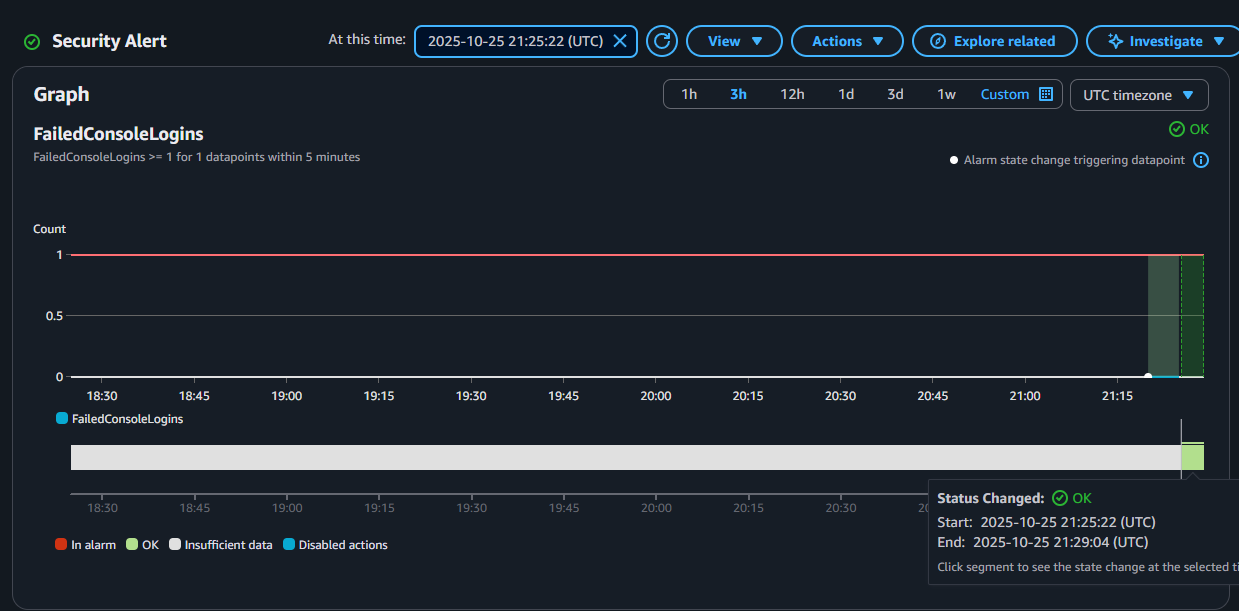 Security Alert
At this time: 2025-10-25 21:25:22 (UTC) View Actions Explore related Investigate
Graph
1h 3h 12h 1d 3d 1w Custom UTC timezone
FailedConsoleLogins
OK
FailedConsoleLogins >= 1 for 1 datapoints within 5 minutes
Alarm state change triggering datapoint
Count
1
0.5
0
18:30 18:45 19:00 19:15 19:30 19:45 20:00 20:15 20:30 20:45 21:00 21:15
FailedConsoleLogins
18:30 18:45 19:00 19:15 19:30 19:45 20:00 20:15 20:30
Status Changed: OK
Start: 2025-10-25 21:25:22 (UTC)
End: 2025-10-25 21:29:04 (UTC)
Click segment to see the state change at the selected
In alarm OK Insufficient data Disabled actions